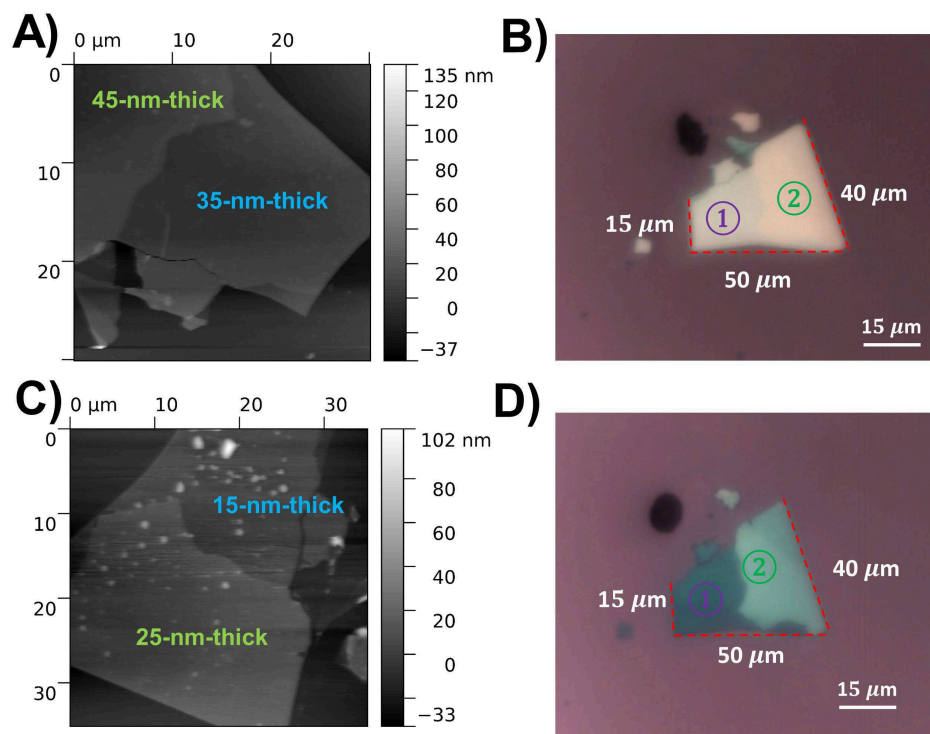 A)
0 μm 10 20
0
10
20
45-nm-thick
35-nm-thick
135 nm
120
100
80
60
40
20
0
−37
B)
1
2
15 μm
40 μm
50 μm
15 μm
C)
0 μm 10 20 30
0
10
20
30
15-nm-thick
25-nm-thick
102 nm
80
60
40
20
0
−33
D)
1
2
15 μm
40 μm
50 μm
15 μm